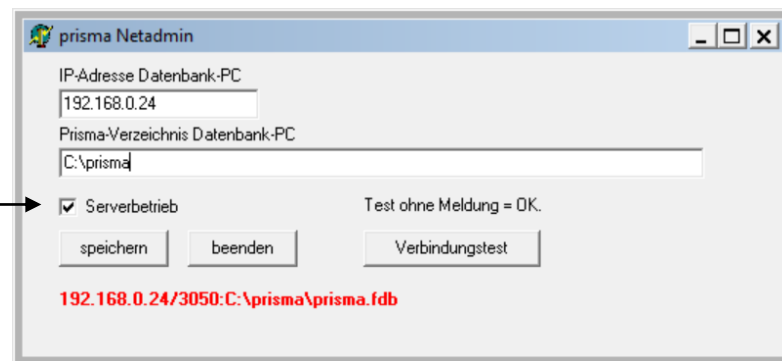 prisma Netadmin
IP-Adresse Datenbank-PC
192.168.0.24
Prisma-Verzeichnis Datenbank-PC
C:\prisma
Serverbetrieb Test ohne Meldung = OK.
speichern beenden Verbindungstest
192.168.0.24/3050:C:\prisma\prisma.fdb